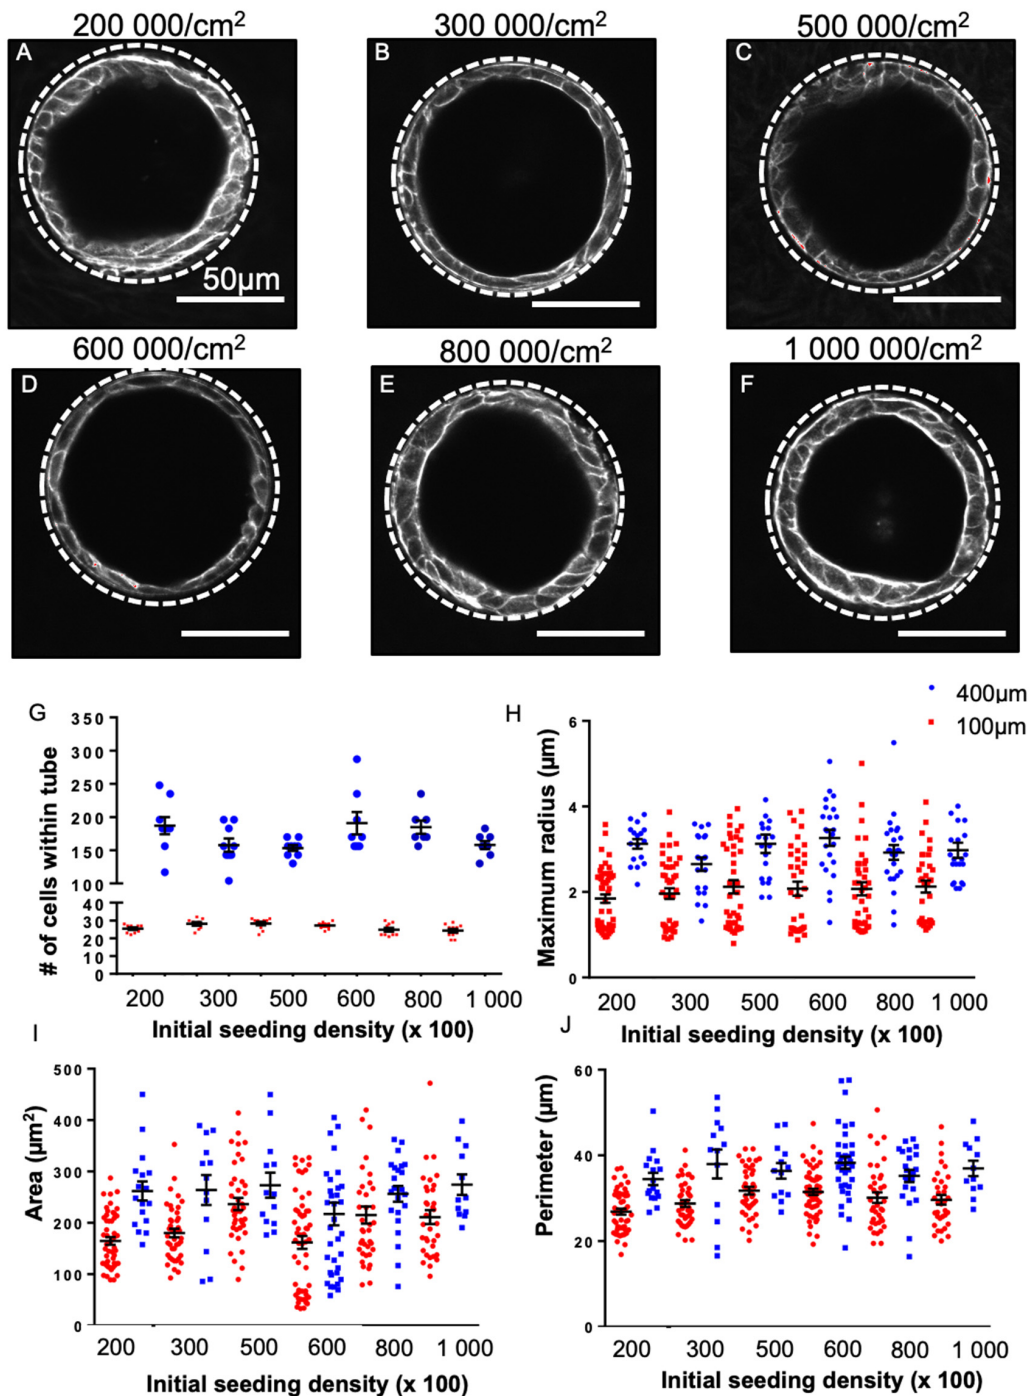 200 000/cm²
300 000/cm²
500 000/cm²
A
B
C
50µm
600 000/cm²
800 000/cm²
1 000 000/cm²
D
E
F
G
H
400µm
100µm
# of cells within tube
350
300
250
200
150
100
40
30
20
10
0
200
300
500
600
800
1 000
Initial seeding density (x 100)
Maximum radius (µm)
6
4
2
0
200
300
500
600
800
1 000
Initial seeding density (x 100)
I
Area (µm²)
500
400
300
200
100
0
200
300
500
600
800
1 000
Initial seeding density (x 100)
J
Perimeter (µm)
60
40
20
0
200
300
500
600
800
1 000
Initial seeding density (x 100)